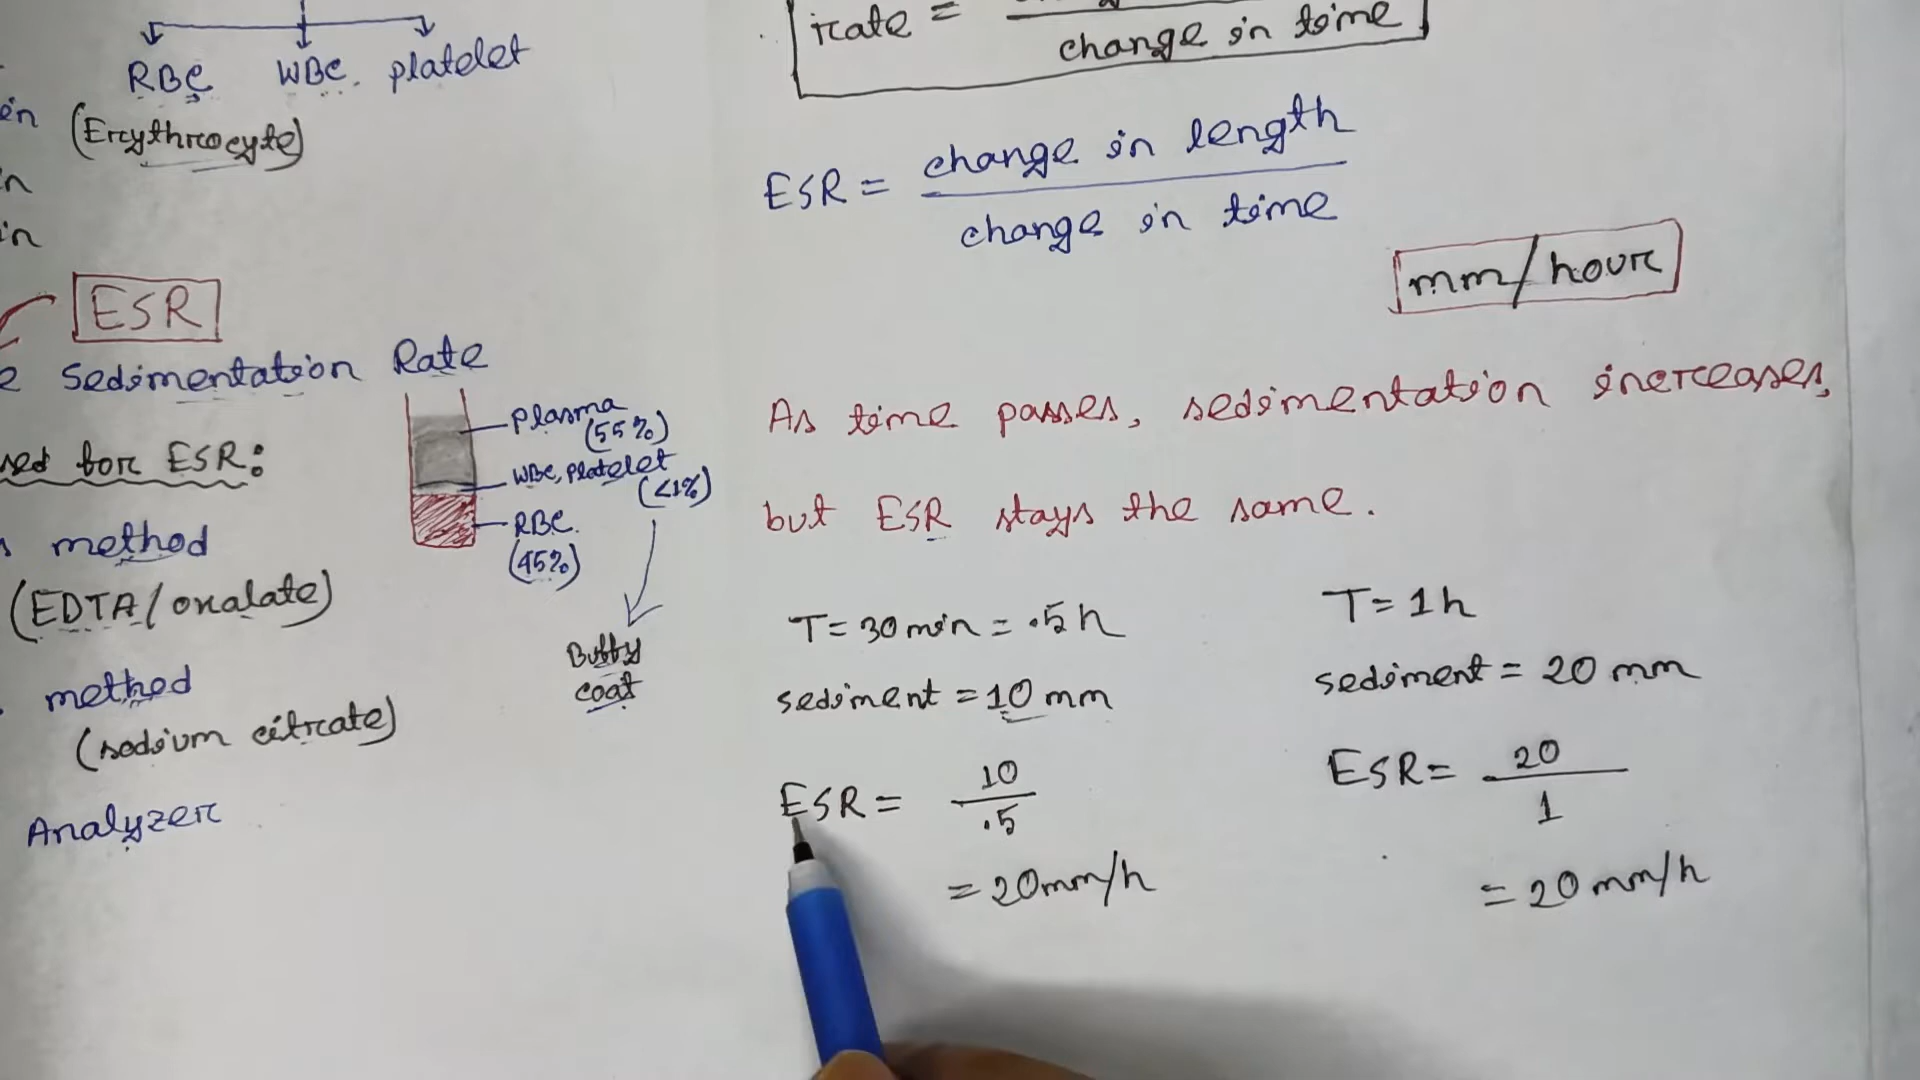 RBC WBC platelet
(Erythrocyte)
ESR
Sedimentation Rate
plasma
(55%)
WBC, platelet
(<1%)
RBC
(45%)
Buffy
coat
for ESR:
method
(EDTA/oxalate)
method
(sodium citrate)
Analyzer
rate =
change in time
ESR = change in length
change in time
mm/hour
As time passes, sedimentation increases,
but ESR stays the same.
T= 30 min = .5 h
sediment = 10 mm
ESR = 10
.5
= 20mm/h
T= 1h
sediment = 20 mm
ESR = 20
1
= 20 mm/h